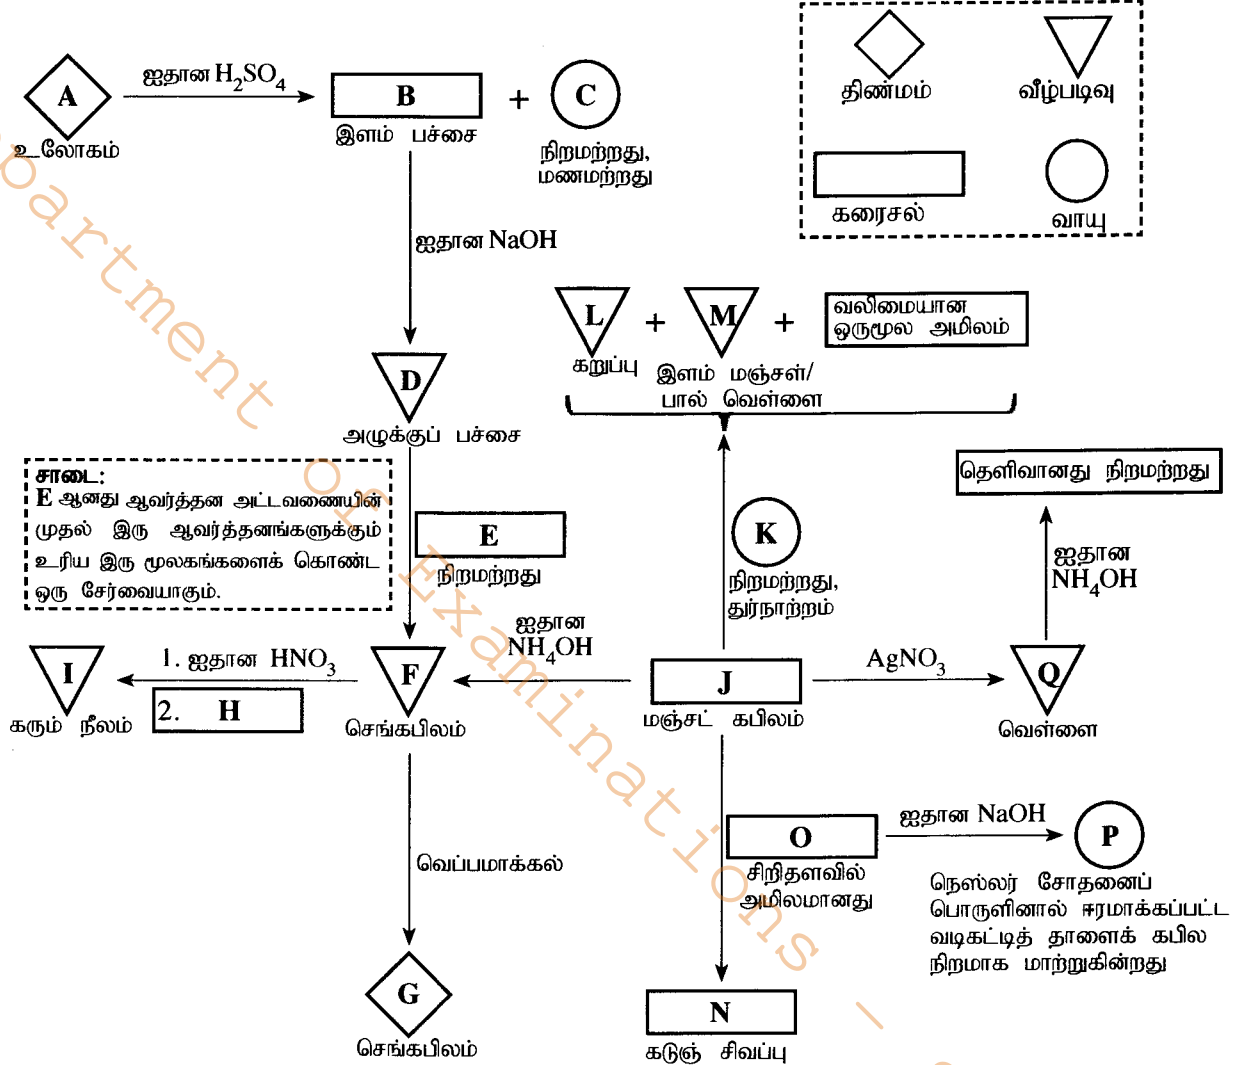 A
உலோகம்
ஐதான H₂SO₄
B
இளம் பச்சை
+
C
நிறமற்றது,
மணமற்றது
திண்மம்
வீழ்படிவு
கரைசல்
வாயு
ஐதான NaOH
D
அழுக்குப் பச்சை
L
கறுப்பு
+
M
இளம் மஞ்சள்/
பால் வெள்ளை
+
வலிமையான
ஒருமூல அமிலம்
சாடை:
E ஆனது ஆவர்த்தன அட்டவணையின்
முதல் இரு ஆவர்த்தனங்களுக்கும்
உரிய இரு மூலகங்களைக் கொண்ட
ஒரு சேர்வையாகும்.
E
நிறமற்றது
K
நிறமற்றது,
துர்நாற்றம்
தெளிவானது நிறமற்றது
ஐதான
NH₄OH
I
கரும் நீலம்
1. ஐதான HNO₃
2. H
F
செங்கபிலம்
ஐதான
NH₄OH
J
மஞ்சட் கபிலம்
AgNO₃
Q
வெள்ளை
வெப்பமாக்கல்
G
செங்கபிலம்
O
சிறிதளவில்
அமிலமானது
ஐதான NaOH
P
நெஸ்லர் சோதனைப்
பொருளினால் ஈரமாக்கப்பட்ட
வடிகட்டித் தாளைக் கபில
நிறமாக மாற்றுகின்றது
N
கடுஞ் சிவப்பு
partment of Examinations -